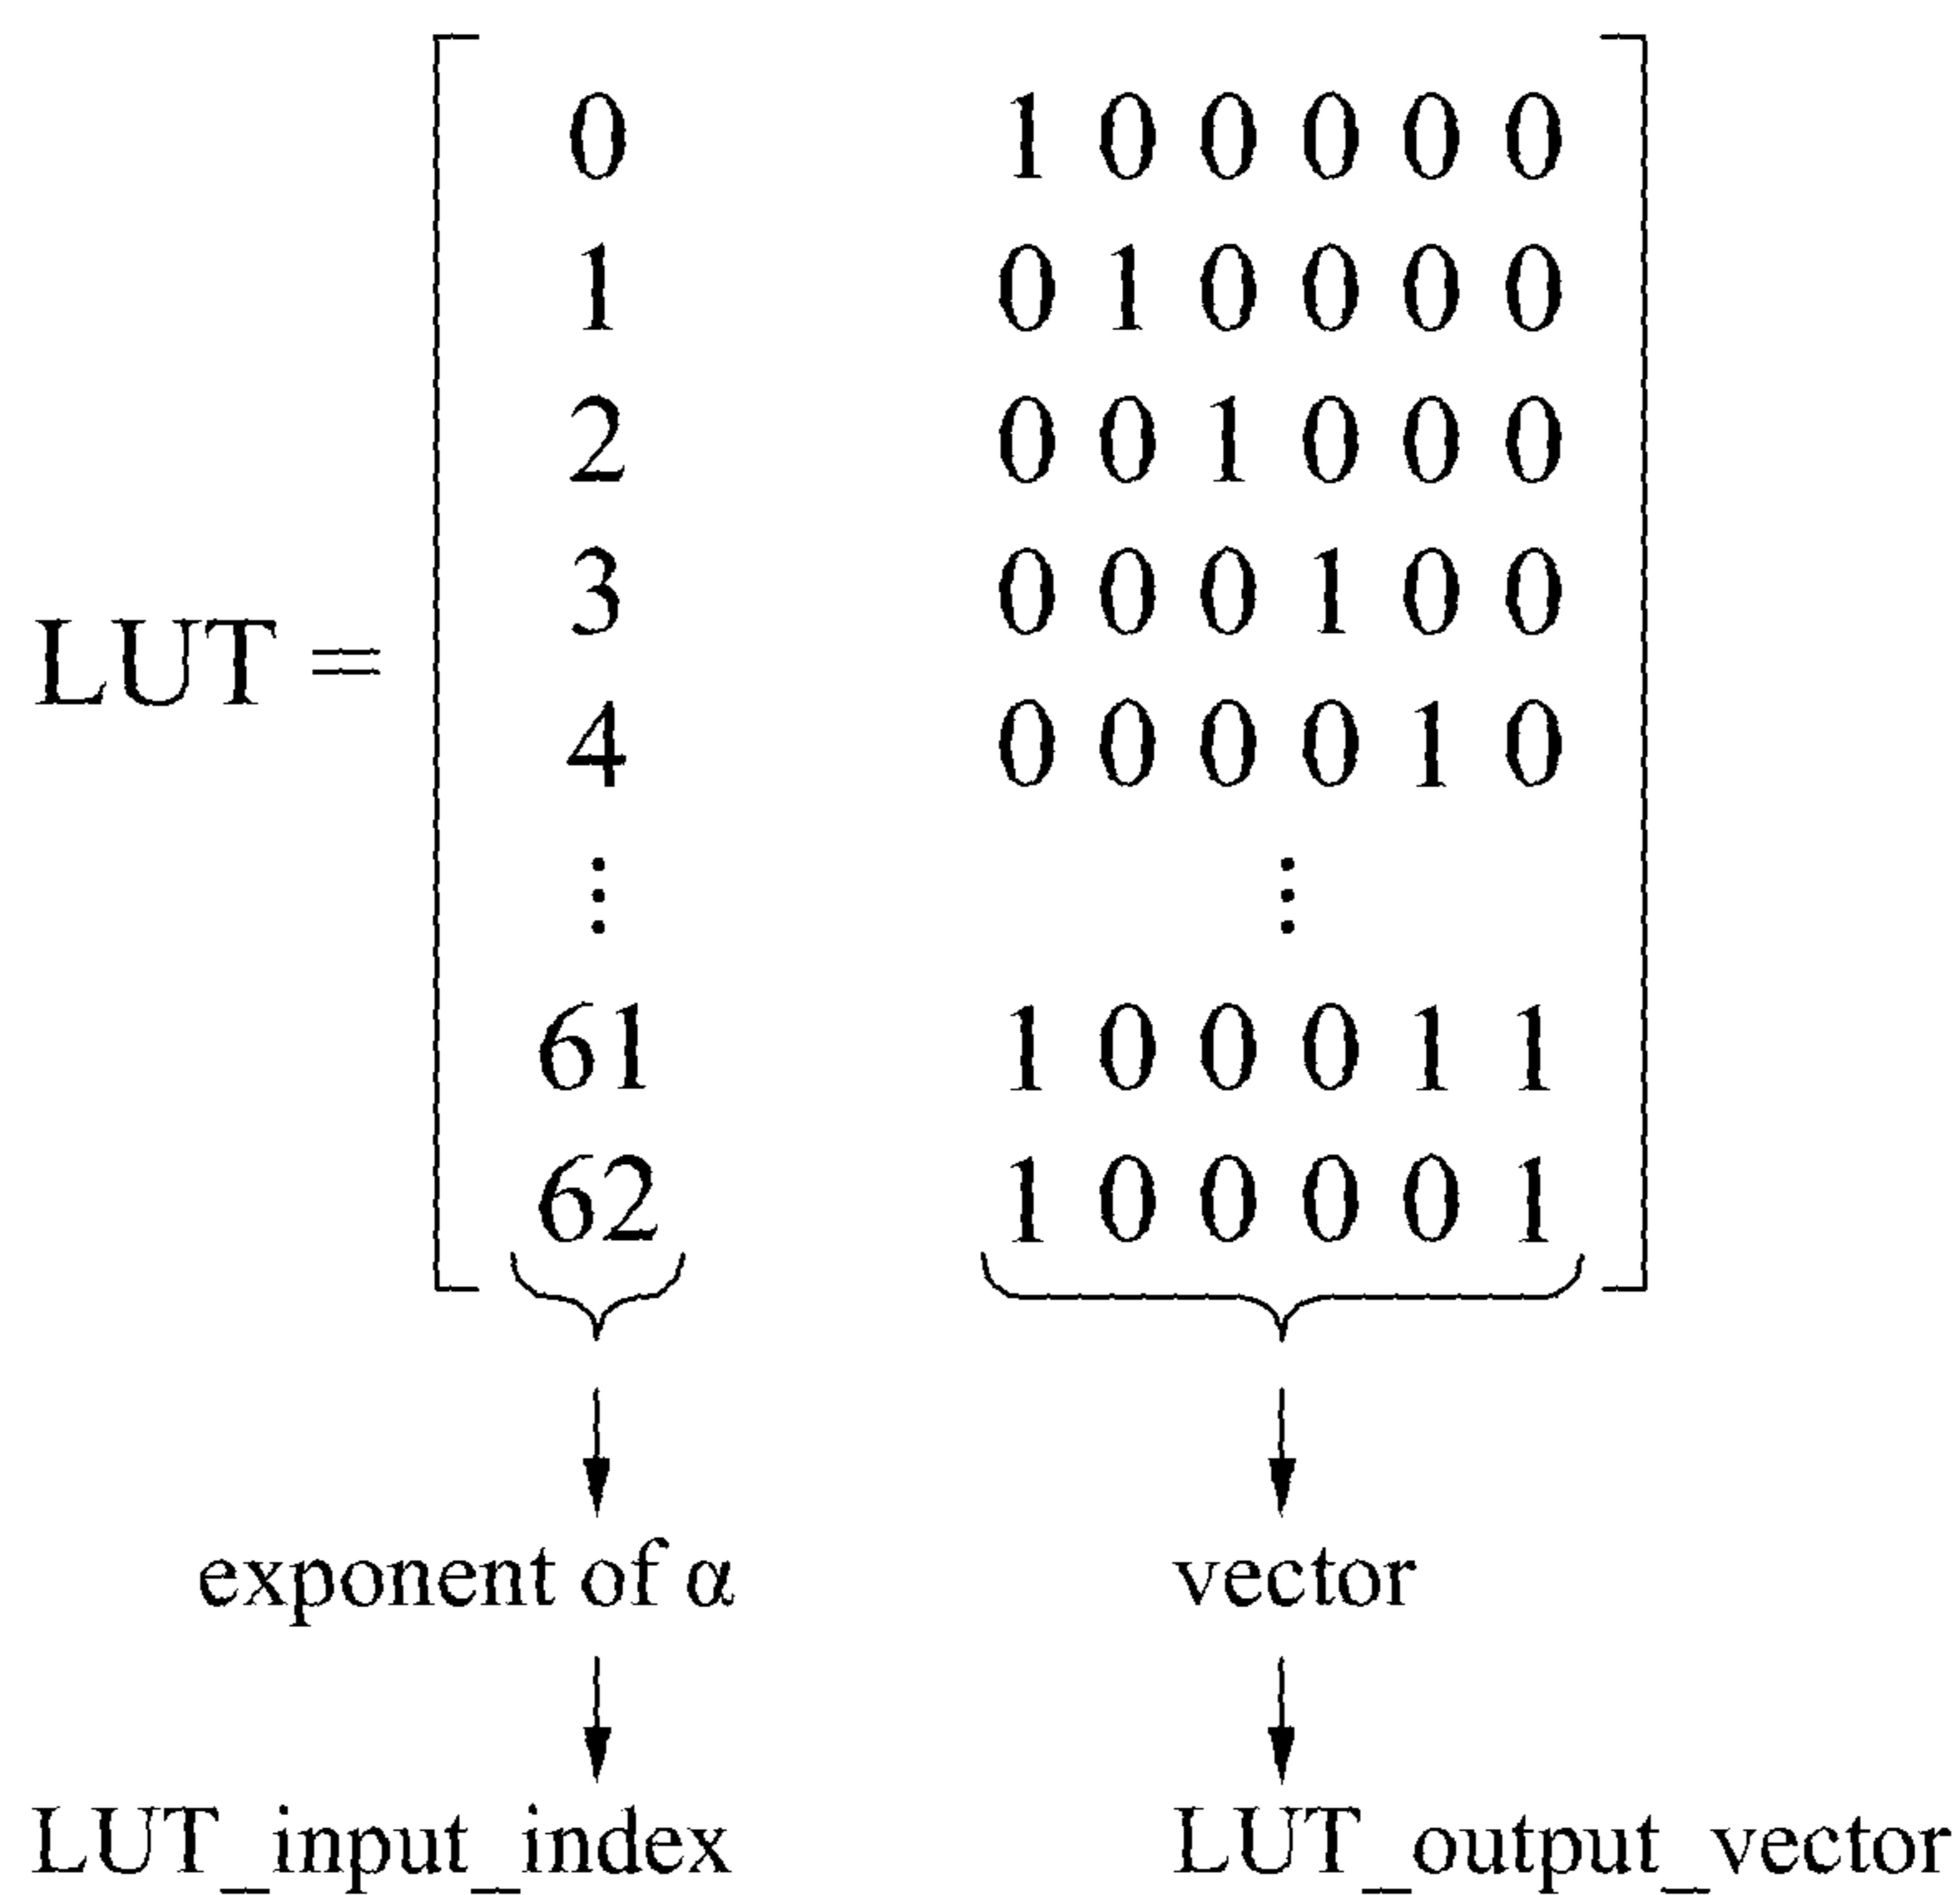 0 1 0 0 0 0 0
1 0 1 0 0 0 0
2 0 0 1 0 0 0
3 0 0 0 1 0 0
LUT =
4 0 0 0 0 1 0
⋮ ⋮
61 1 0 0 0 1 1
62 1 0 0 0 0 1
exponent of α vector
LUT_input_index LUT_output_vector